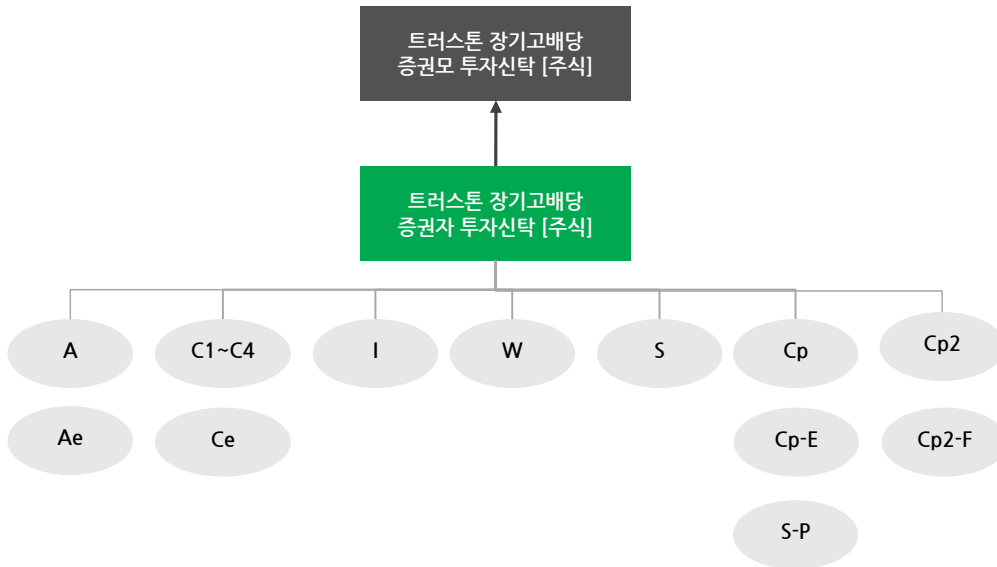 트러스톤 장기고배당
증권모 투자신탁 [주식]
트러스톤 장기고배당
증권자 투자신탁 [주식]
A
C1~C4
I
W
S
Cp
Cp2
Ae
Ce
Cp-E
Cp2-F
S-P